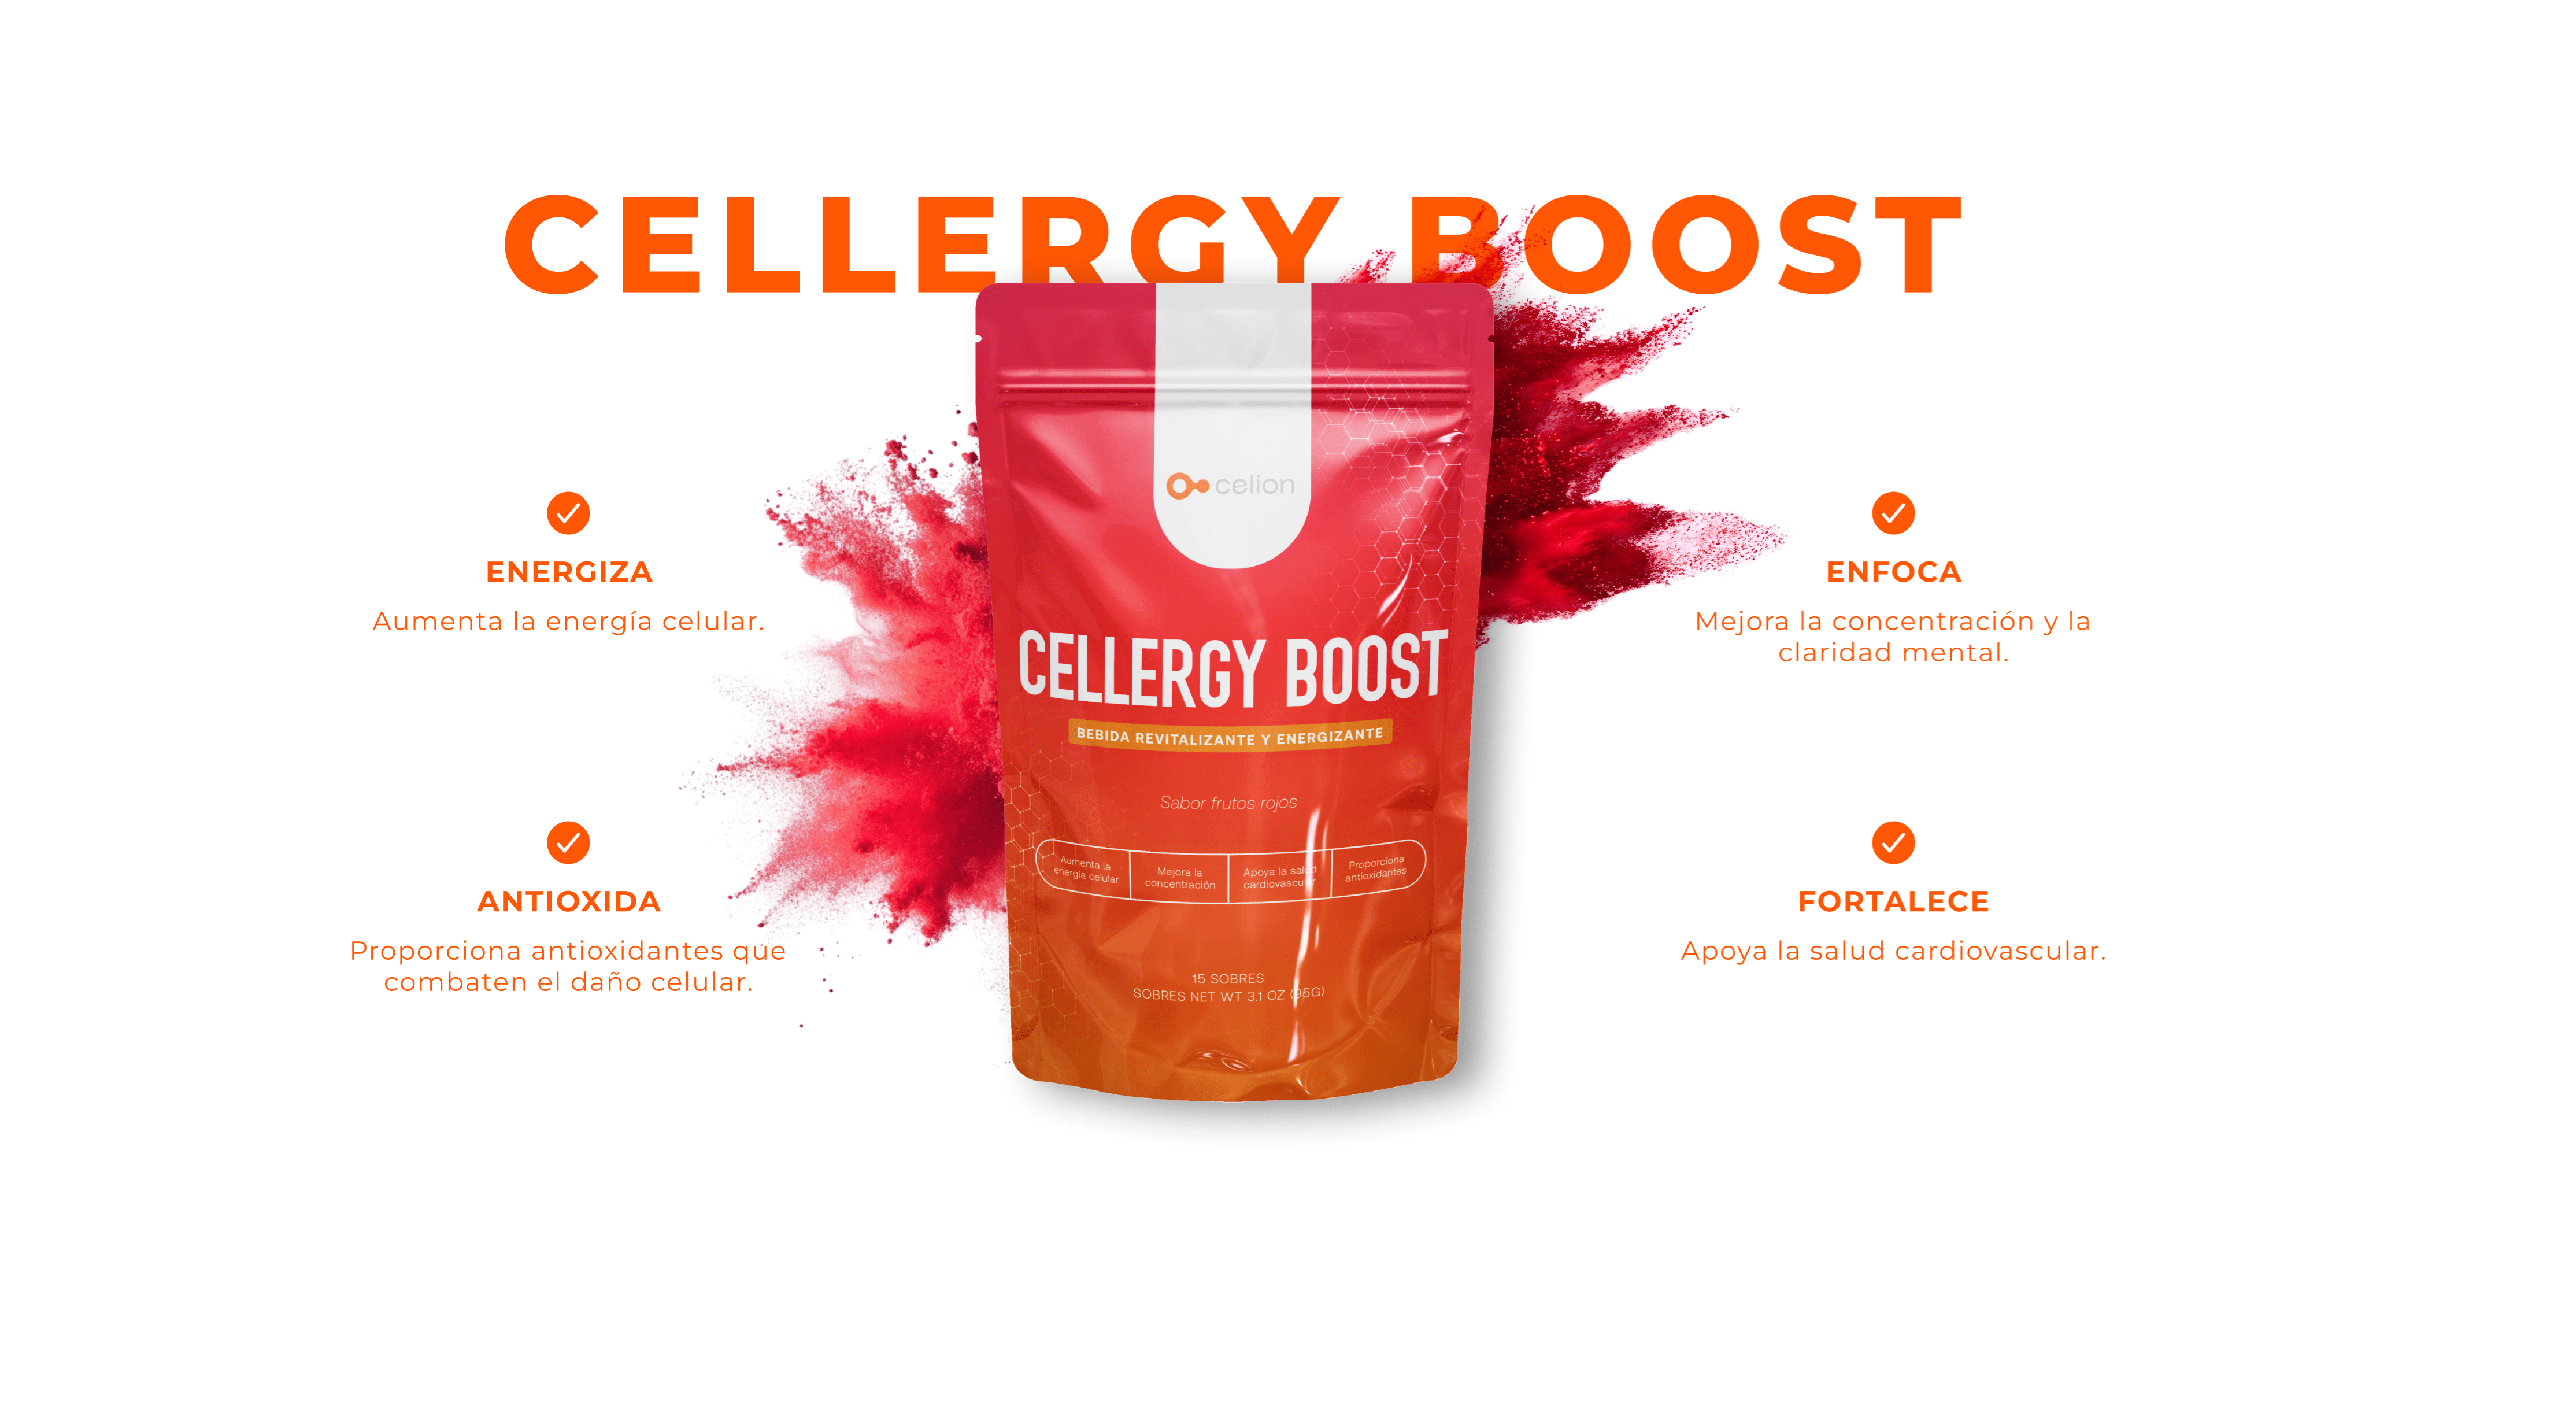 CELLERGY BOOST
celion
CELLERGY BOOST
BEBIDA REVITALIZANTE Y ENERGIZANTE
Sabor frutos rojos
Aumenta la
energía celular
Mejora la
concentración
Apoya la salud
cardiovascular
Proporciona
antioxidantes
15 SOBRES
SOBRES NET WT 3.1 OZ (95G)
ENERGIZA
Aumenta la energía celular.
ANTIOXIDA
Proporciona antioxidantes que
combaten el daño celular.
ENFOCA
Mejora la concentración y la
claridad mental.
FORTALECE
Apoya la salud cardiovascular.